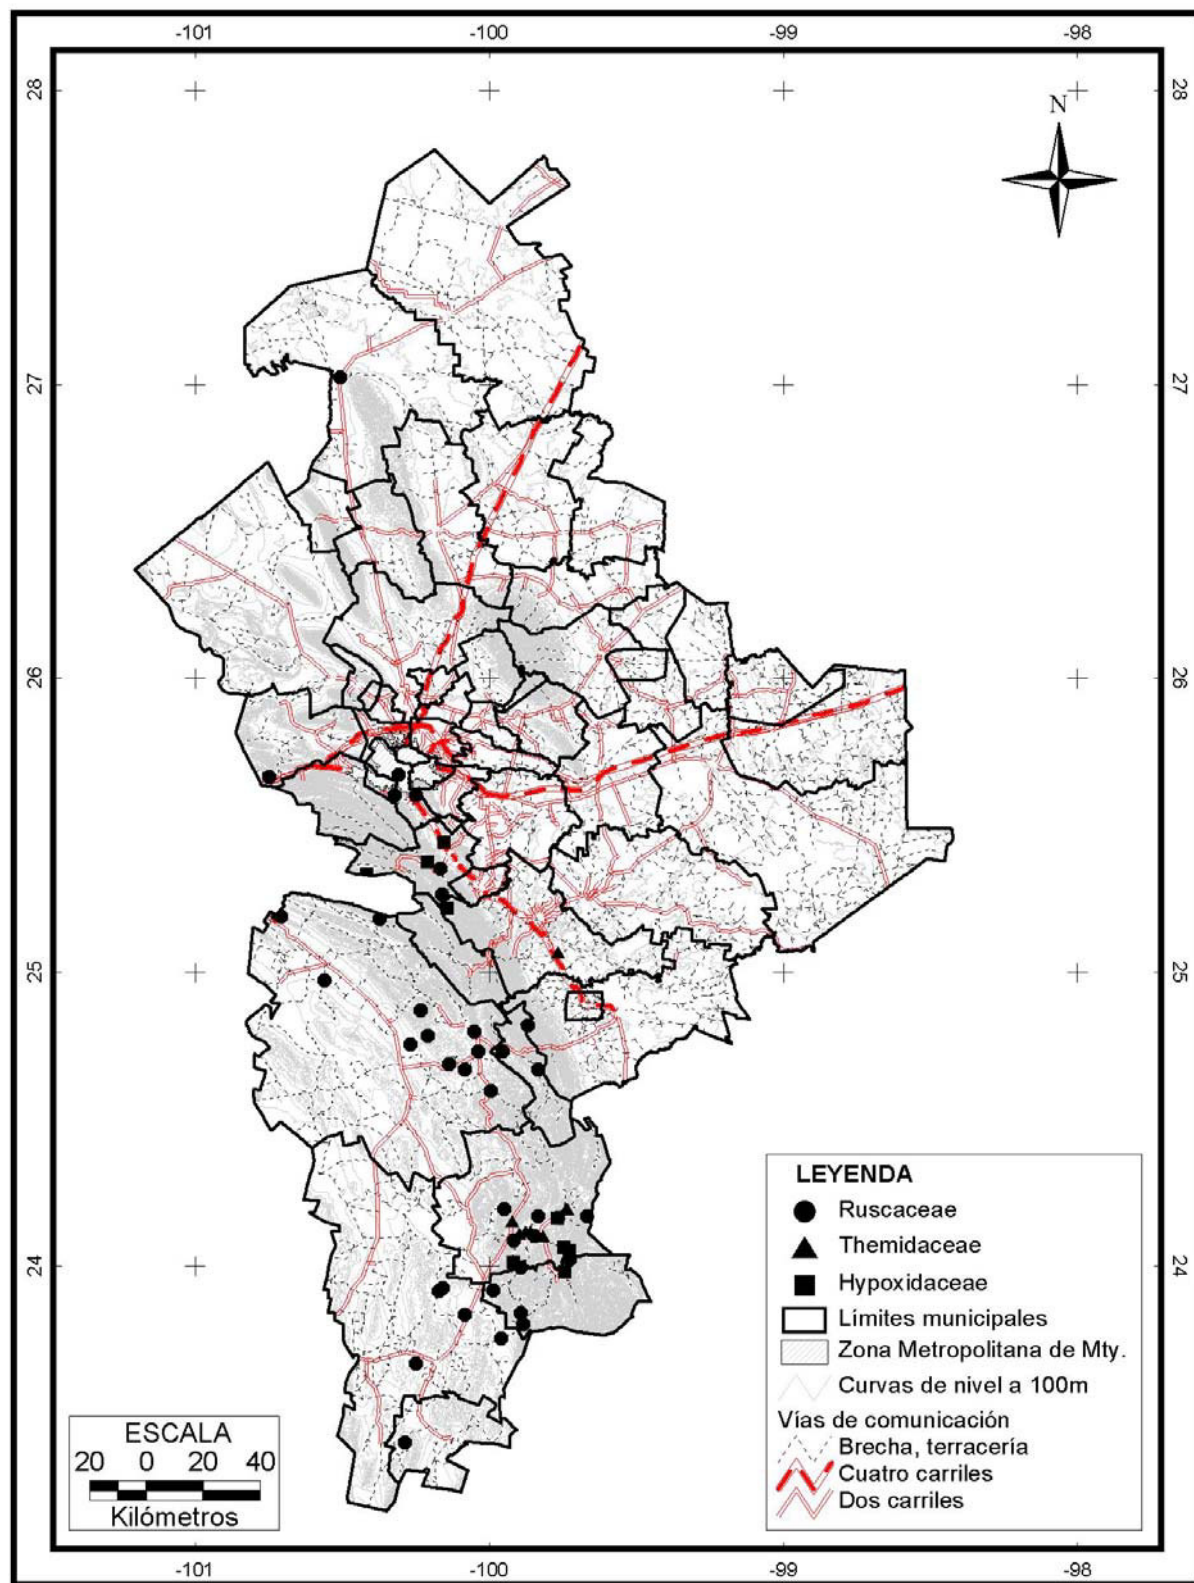 -101 -100 -99 -98
28 28
N
27 27
26 26
25 25
24 24
LEYENDA
Ruscaceae
Themidaceae
Hypoxidaceae
Límites municipales
Zona Metropolitana de Mty.
Curvas de nivel a 100m
Vías de comunicación
Brecha, terracería
Cuatro carriles
Dos carriles
ESCALA
20 0 20 40
Kilómetros
-101 -100 -99 -98